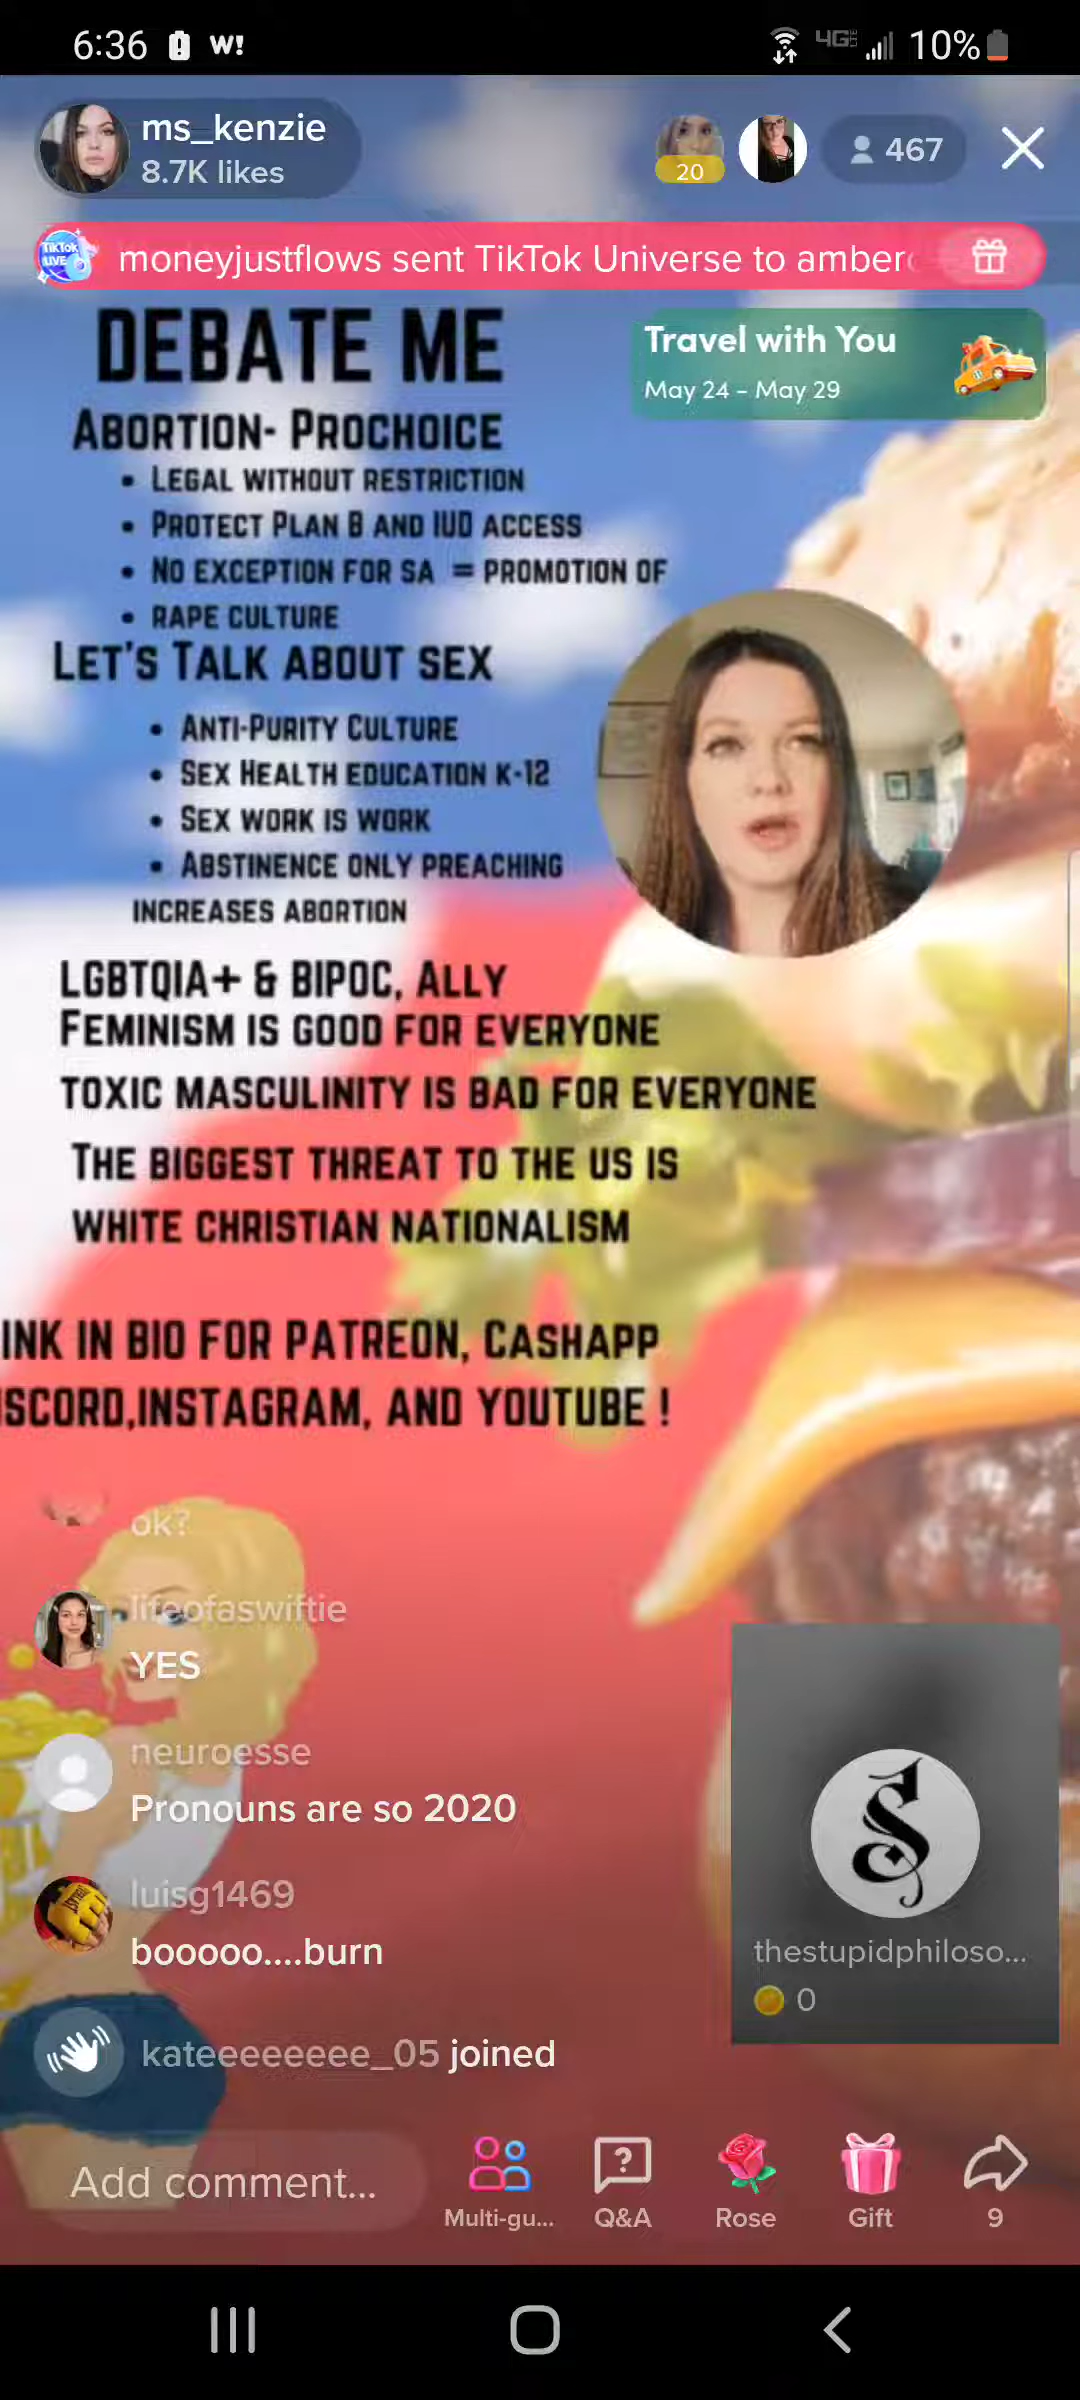 6:36 W! 4G LTE 10%
ms_kenzie
8.7K likes
20
467
TikTok
LIVE
moneyjustflows sent TikTok Universe to amber
DEBATE ME
Travel with You
May 24 - May 29
ABORTION- PROCHOICE
• LEGAL WITHOUT RESTRICTION
• PROTECT PLAN B AND IUD ACCESS
• NO EXCEPTION FOR SA = PROMOTION OF
• RAPE CULTURE
LET'S TALK ABOUT SEX
• ANTI-PURITY CULTURE
• SEX HEALTH EDUCATION K-12
• SEX WORK IS WORK
• ABSTINENCE ONLY PREACHING
INCREASES ABORTION
LGBTQIA+ & BIPOC, ALLY
FEMINISM IS GOOD FOR EVERYONE
TOXIC MASCULINITY IS BAD FOR EVERYONE
THE BIGGEST THREAT TO THE US IS
WHITE CHRISTIAN NATIONALISM
INK IN BIO FOR PATREON, CASHAPP
ISCORD,INSTAGRAM, AND YOUTUBE !
ok?
lifeofaswiftie
YES
neuroesse
Pronouns are so 2020
luisg1469
booooo....burn
kateeeeeeee_05 joined
S
thestupidphiloso...
0
Add comment...
Multi-gu...
Q&A
Rose
Gift
9